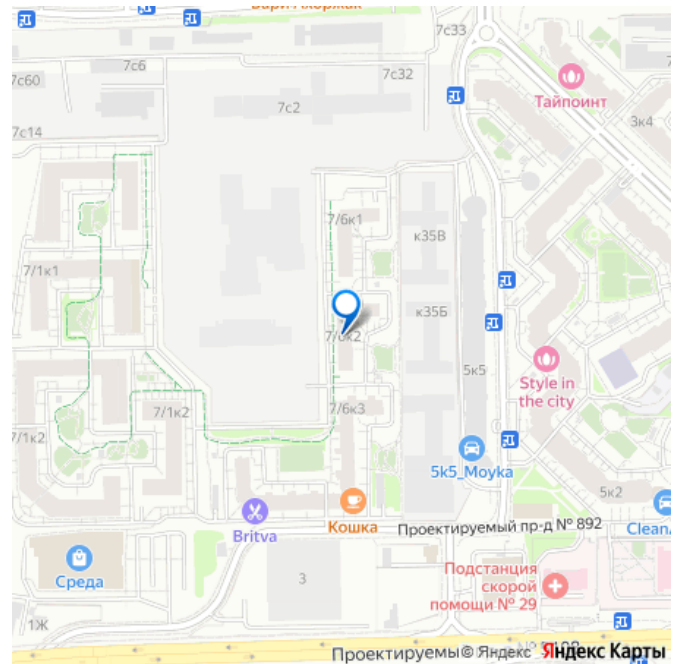 7с33
7с60
7с6
7с32
7с2
Тайпоинт
7с14
3к4
7/6к1
к35В
7/1к1
к35Б
7/6к2
5к5
Style in
the city
7/1к2
7/6к3
7/1к2
5k5_Moyka
5к2
Britva
Кошка
Проектируемый пр-д № 892
Среда
3
Подстанция
скорой
помощи № 29
1Ж
Проектируемы
© Яндекс
Яндекс Карты